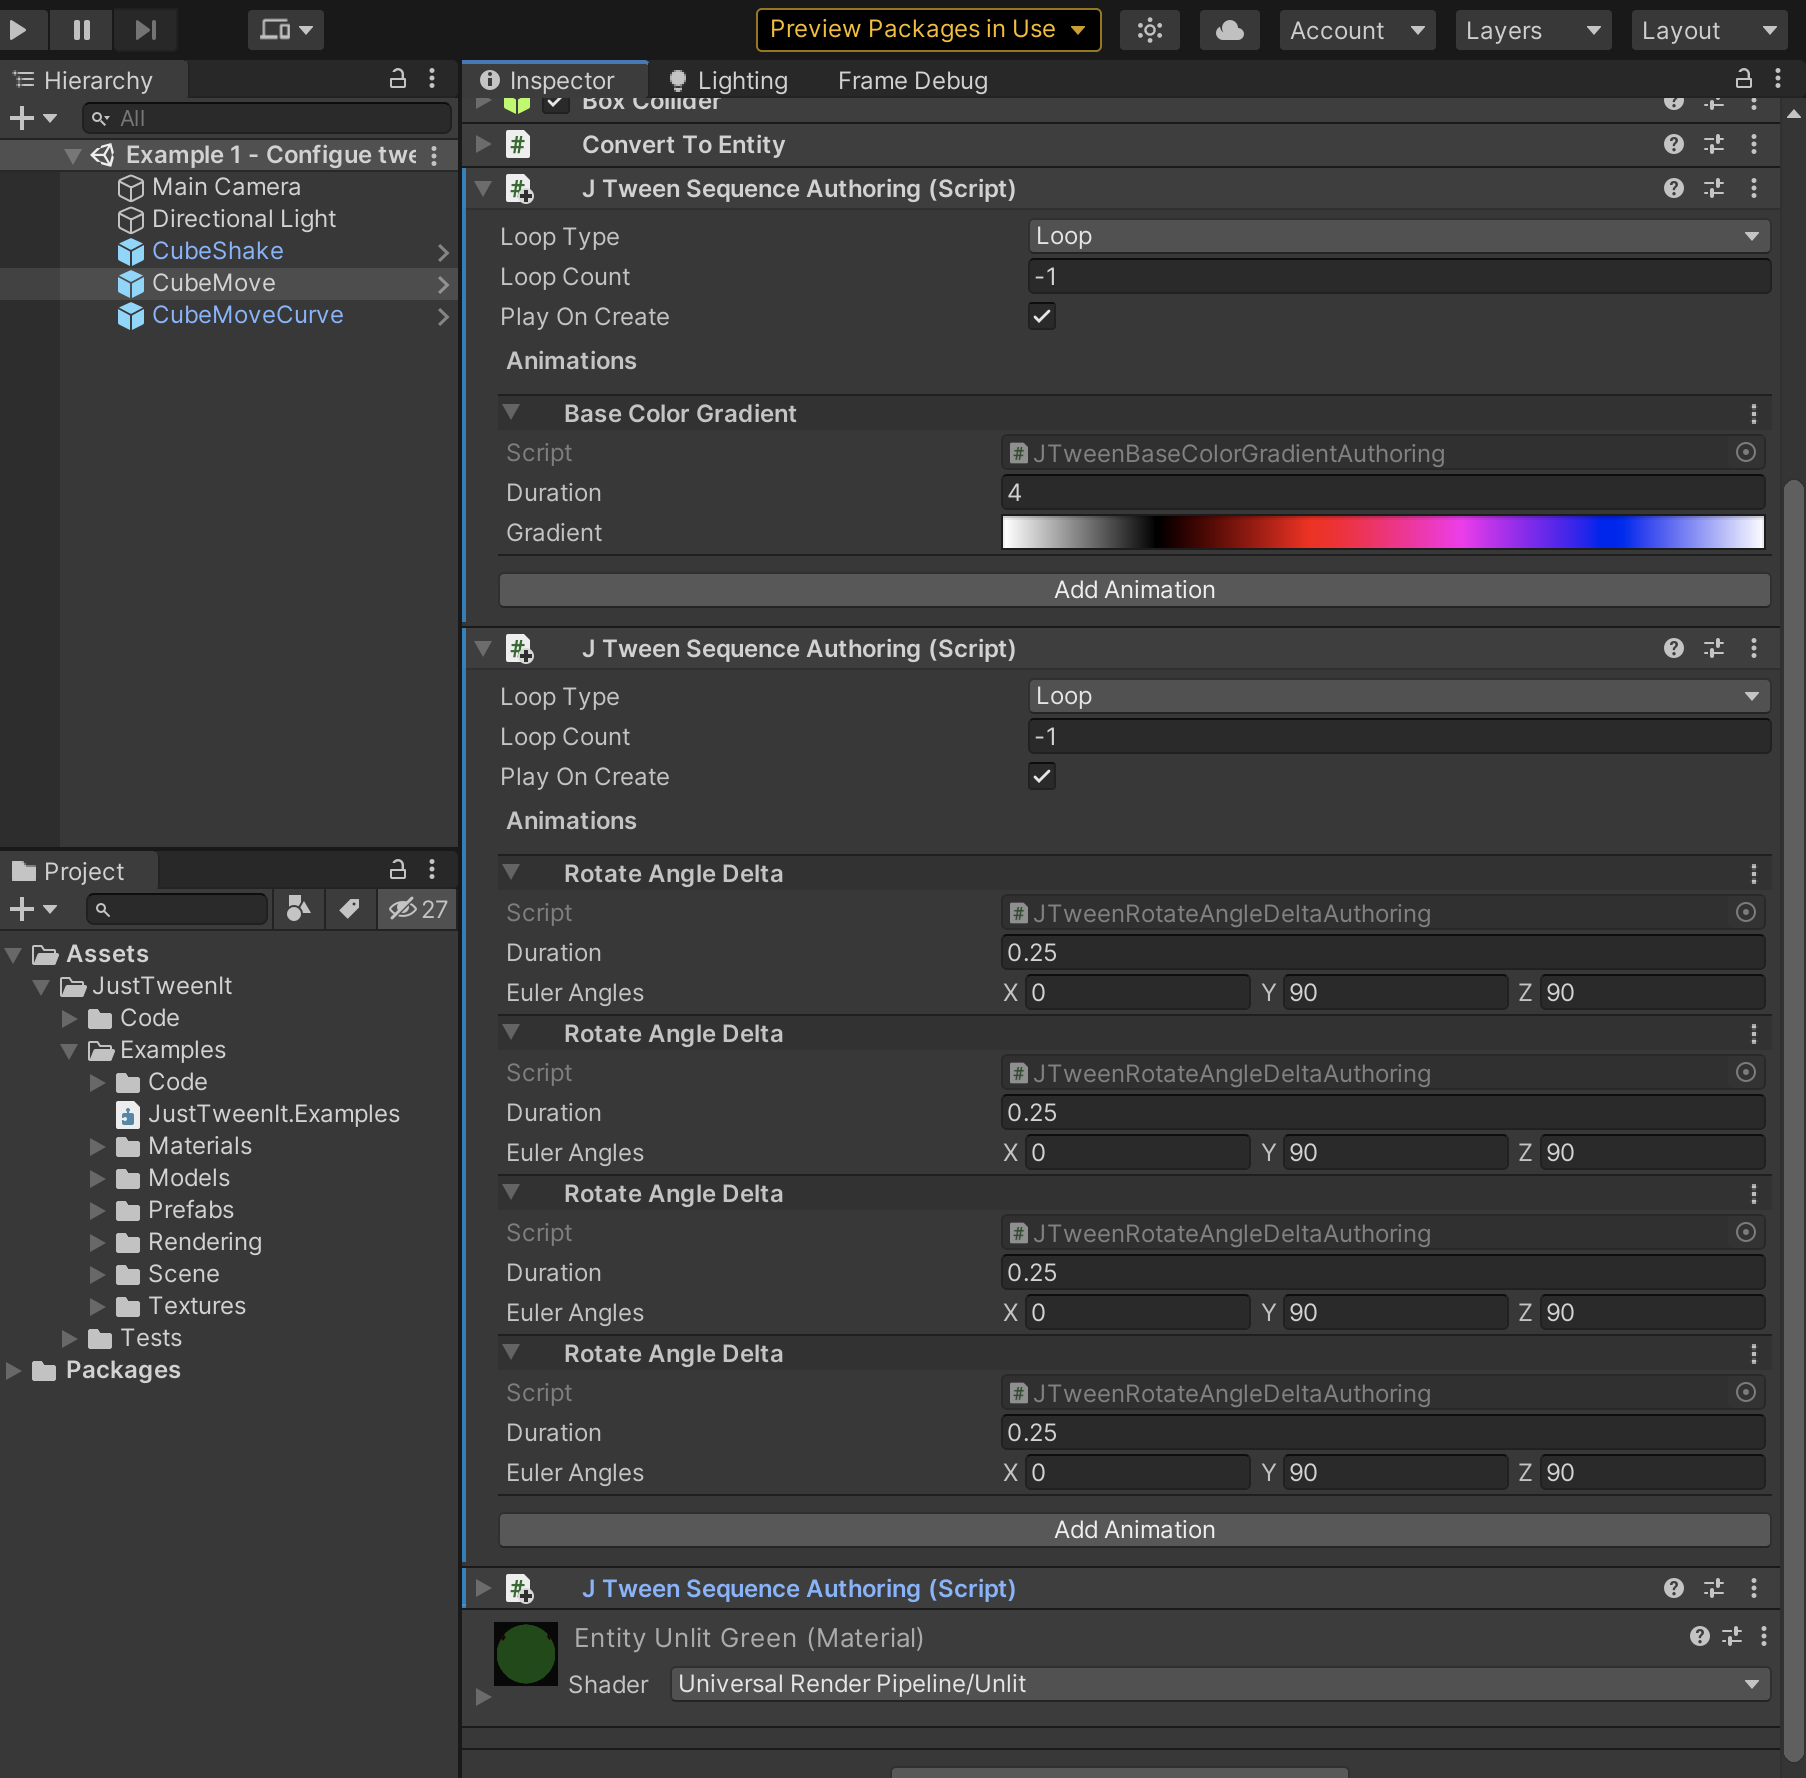 Preview Packages in Use
Account
Layers
Layout
Hierarchy
All
Example 1 - Configue twe
Main Camera
Directional Light
CubeShake
CubeMove
CubeMoveCurve
Project
27
Assets
JustTweenIt
Code
Examples
Code
JustTweenIt.Examples
Materials
Models
Prefabs
Rendering
Scene
Textures
Tests
Packages
Inspector
Lighting
Frame Debug
Box Collider
Convert To Entity
J Tween Sequence Authoring (Script)
Loop Type Loop
Loop Count -1
Play On Create
Animations
Base Color Gradient
Script # JTweenBaseColorGradientAuthoring
Duration 4
Gradient
Add Animation
J Tween Sequence Authoring (Script)
Loop Type Loop
Loop Count -1
Play On Create
Animations
Rotate Angle Delta
Script # JTweenRotateAngleDeltaAuthoring
Duration 0.25
Euler Angles X 0 Y 90 Z 90
Rotate Angle Delta
Script # JTweenRotateAngleDeltaAuthoring
Duration 0.25
Euler Angles X 0 Y 90 Z 90
Rotate Angle Delta
Script # JTweenRotateAngleDeltaAuthoring
Duration 0.25
Euler Angles X 0 Y 90 Z 90
Rotate Angle Delta
Script # JTweenRotateAngleDeltaAuthoring
Duration 0.25
Euler Angles X 0 Y 90 Z 90
Add Animation
J Tween Sequence Authoring (Script)
Entity Unlit Green (Material)
Shader Universal Render Pipeline/Unlit